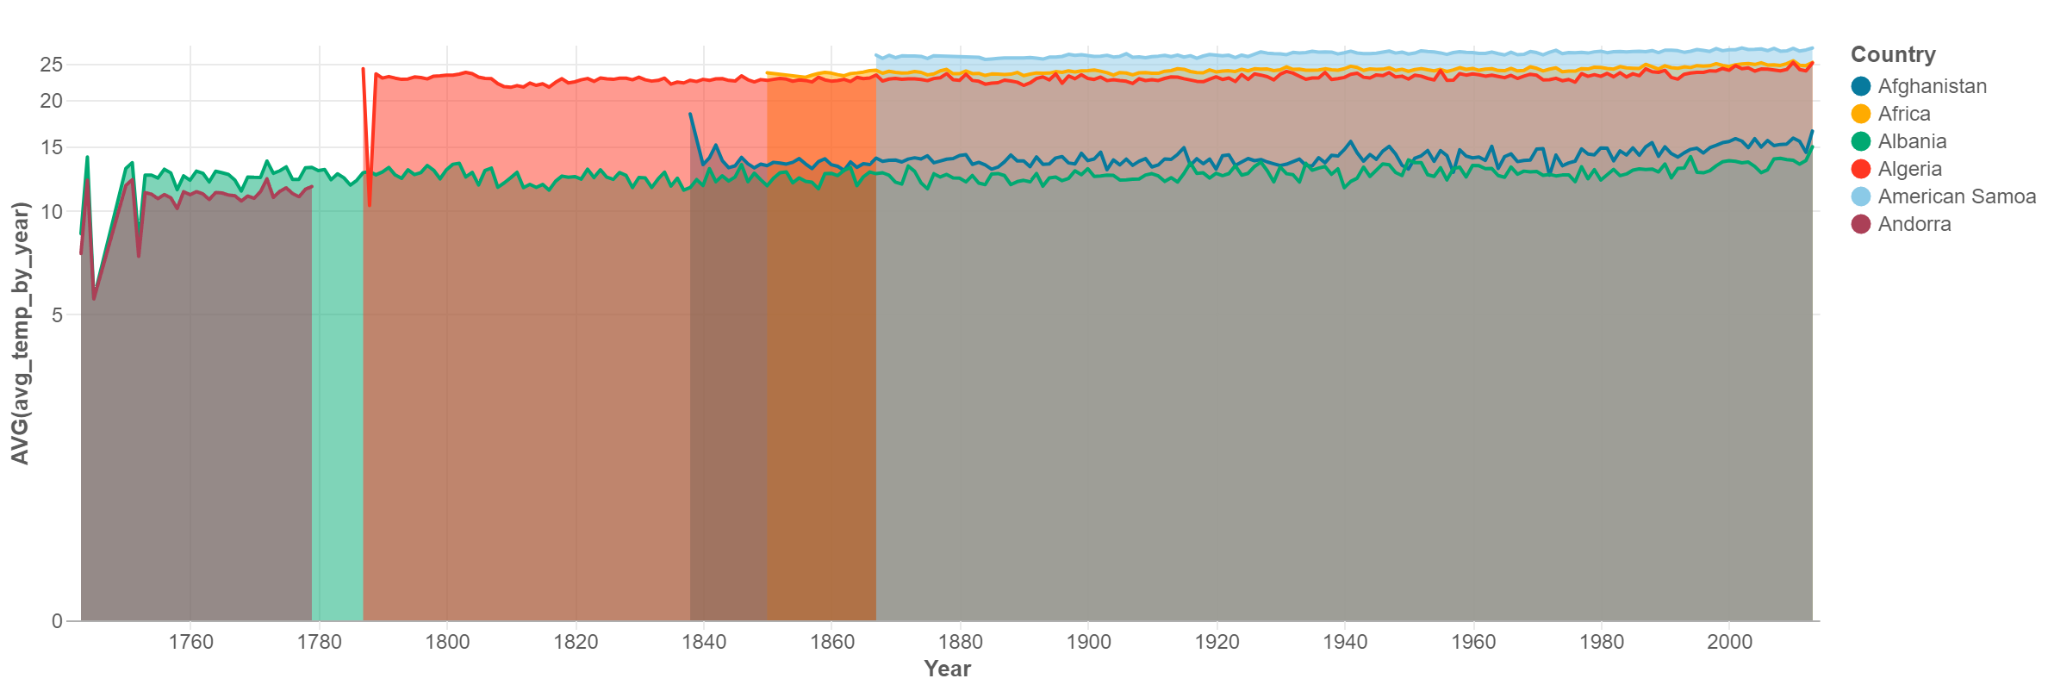 25
20
15
10
5
0
AVG(avg_temp_by_year)
1760 1780 1800 1820 1840 1860 1880 1900 1920 1940 1960 1980 2000
Year
Country
Afghanistan
Africa
Albania
Algeria
American Samoa
Andorra